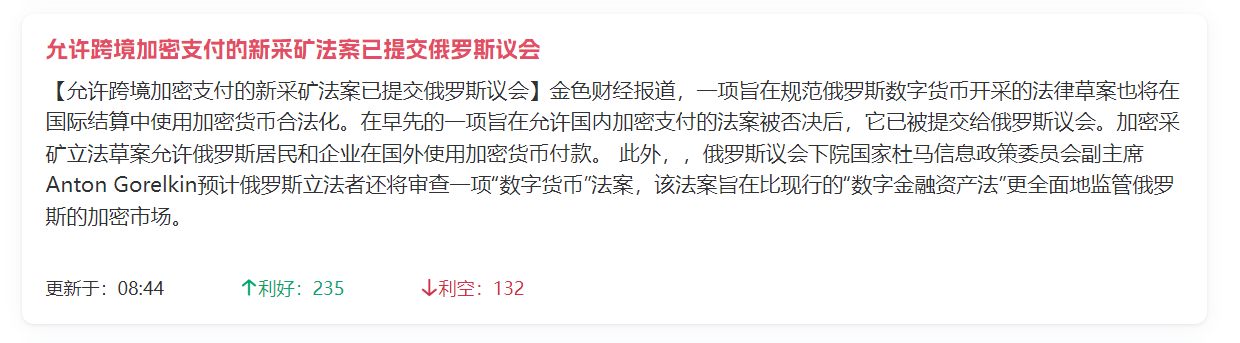 允许跨境加密支付的新采矿法案已提交俄罗斯议会
【允许跨境加密支付的新采矿法案已提交俄罗斯议会】金色财经报道，一项旨在规范俄罗斯数字货币开采的法律草案也将在
国际结算中使用加密货币合法化。在早先的一项旨在允许国内加密支付的法案被否决后，它已被提交给俄罗斯议会。加密采
矿立法草案允许俄罗斯居民和企业在国外使用加密货币付款。 此外，，俄罗斯议会下院国家杜马信息政策委员会副主席
Anton Gorelkin预计俄罗斯立法者还将审查一项“数字货币”法案，该法案旨在比现行的“数字金融资产法”更全面地监管俄罗
斯的加密市场。
更新于：08:44 ↑利好：235 ↓利空：132